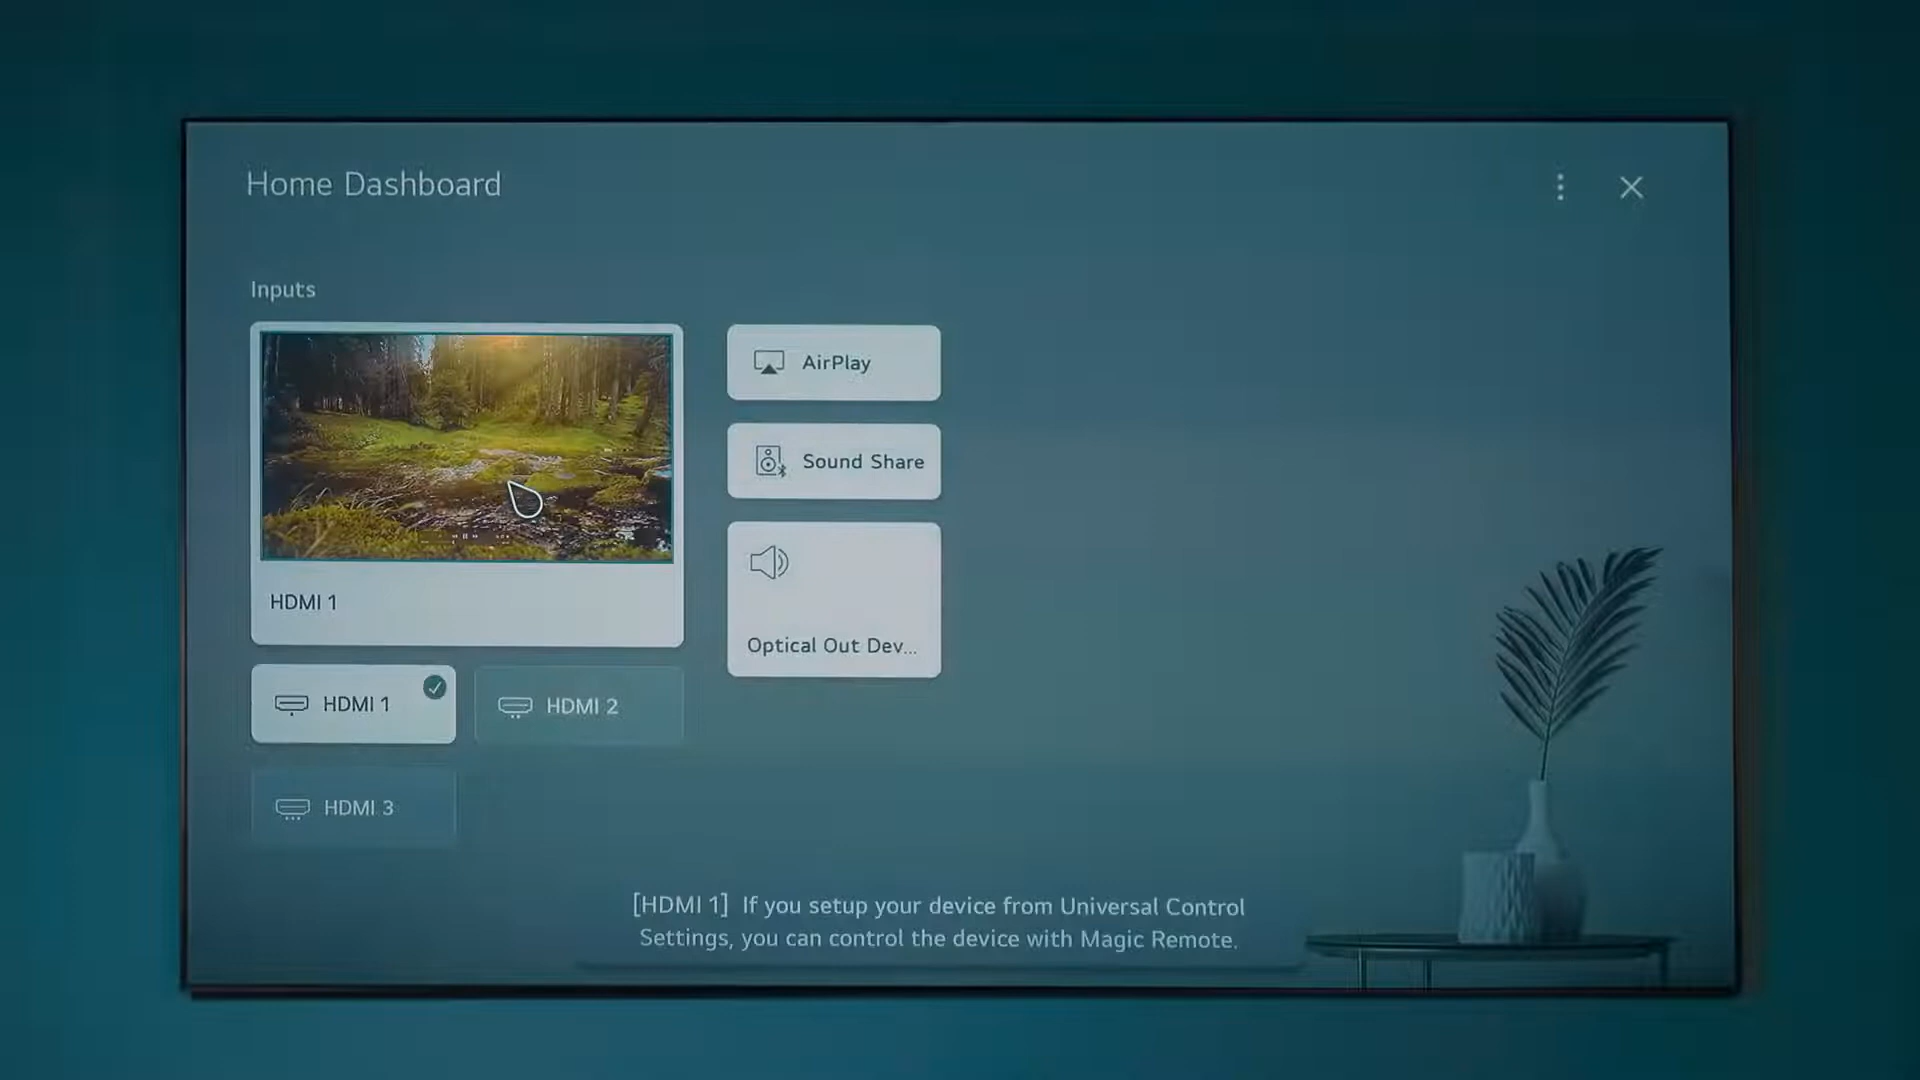 Home Dashboard
Inputs
HDMI 1
HDMI 1
HDMI 2
HDMI 3
AirPlay
Sound Share
Optical Out Dev...
[HDMI 1] If you setup your device from Universal Control
Settings, you can control the device with Magic Remote.